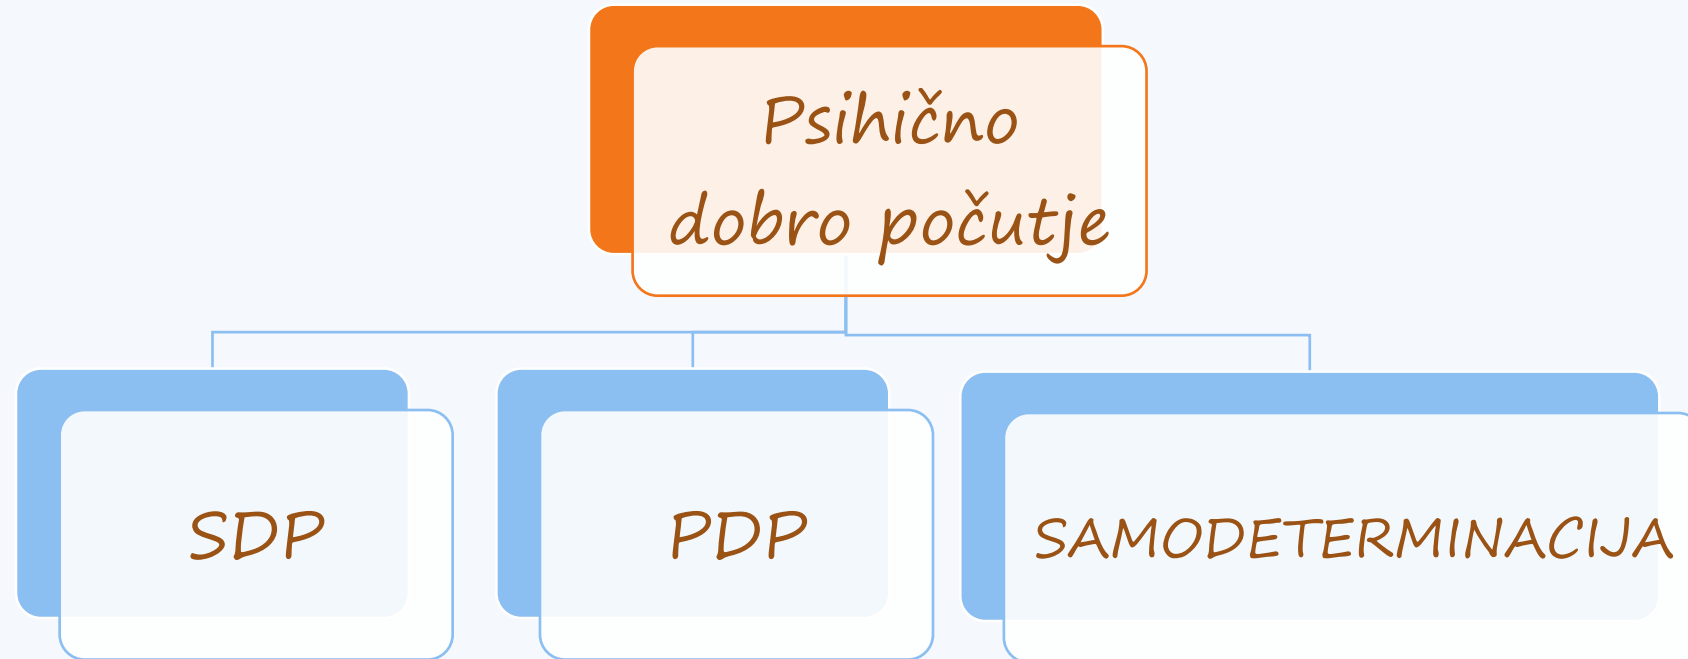 Psihično
dobro počutje
SDP
PDP
SAMODETERMINACIJA